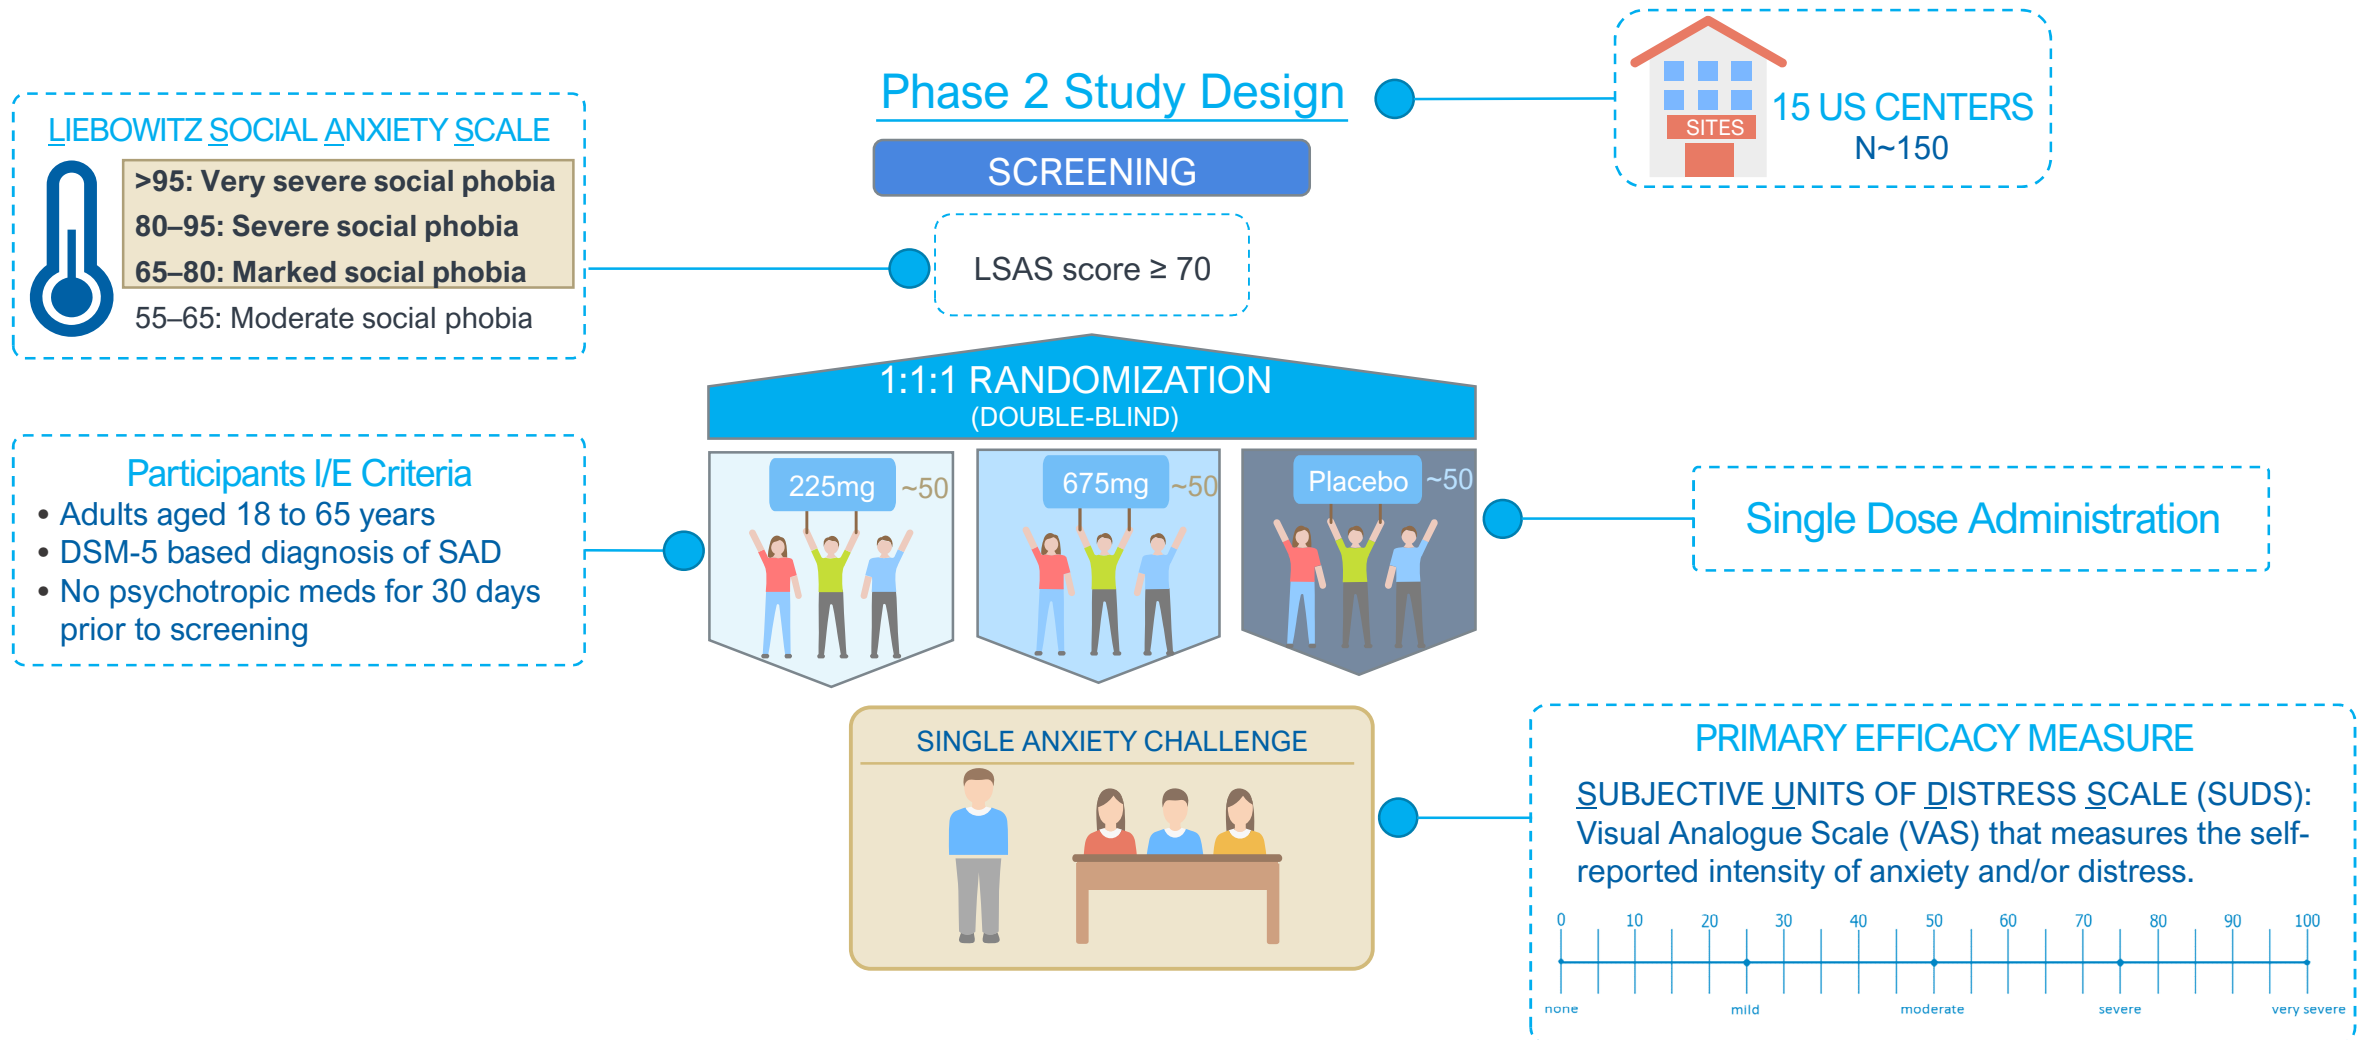 Phase 2 Study Design
SITES
15 US CENTERS
N~150
LIEBOWITZ SOCIAL ANXIETY SCALE
>95: Very severe social phobia
80–95: Severe social phobia
65–80: Marked social phobia
55–65: Moderate social phobia
SCREENING
LSAS score ≥ 70
1:1:1 RANDOMIZATION
(DOUBLE-BLIND)
Participants I/E Criteria
• Adults aged 18 to 65 years
• DSM-5 based diagnosis of SAD
• No psychotropic meds for 30 days
prior to screening
225mg ~50
675mg ~50
Placebo ~50
Single Dose Administration
SINGLE ANXIETY CHALLENGE
PRIMARY EFFICACY MEASURE
SUBJECTIVE UNITS OF DISTRESS SCALE (SUDS):
Visual Analogue Scale (VAS) that measures the self-
reported intensity of anxiety and/or distress.
0 10 20 30 40 50 60 70 80 90 100
none mild moderate severe very severe